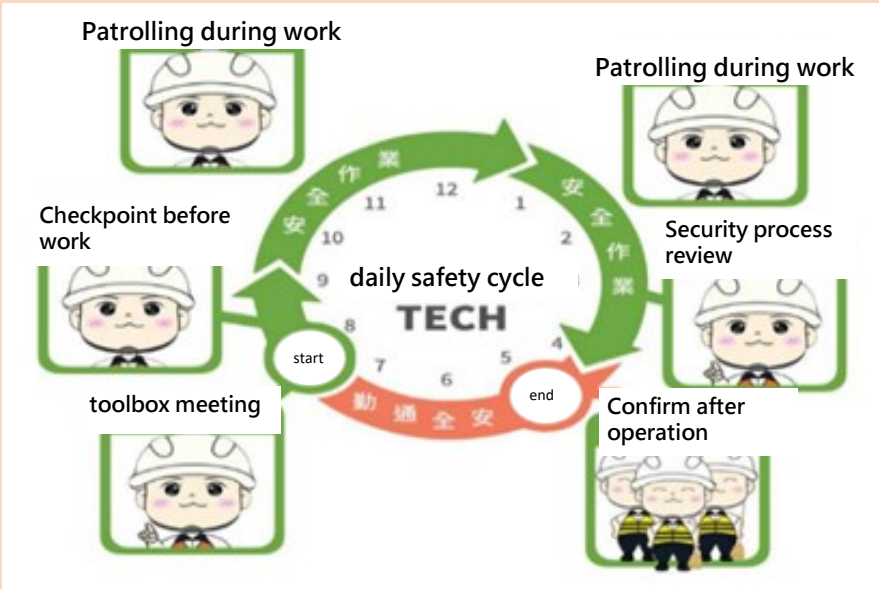 Patrolling during work
Patrolling during work
Checkpoint before
work
Security process
review
toolbox meeting
Confirm after
operation
daily safety cycle
TECH
start
end
安全作業
安全作業
勤通全安
12
1
2
4
5
6
7
8
9
10
11